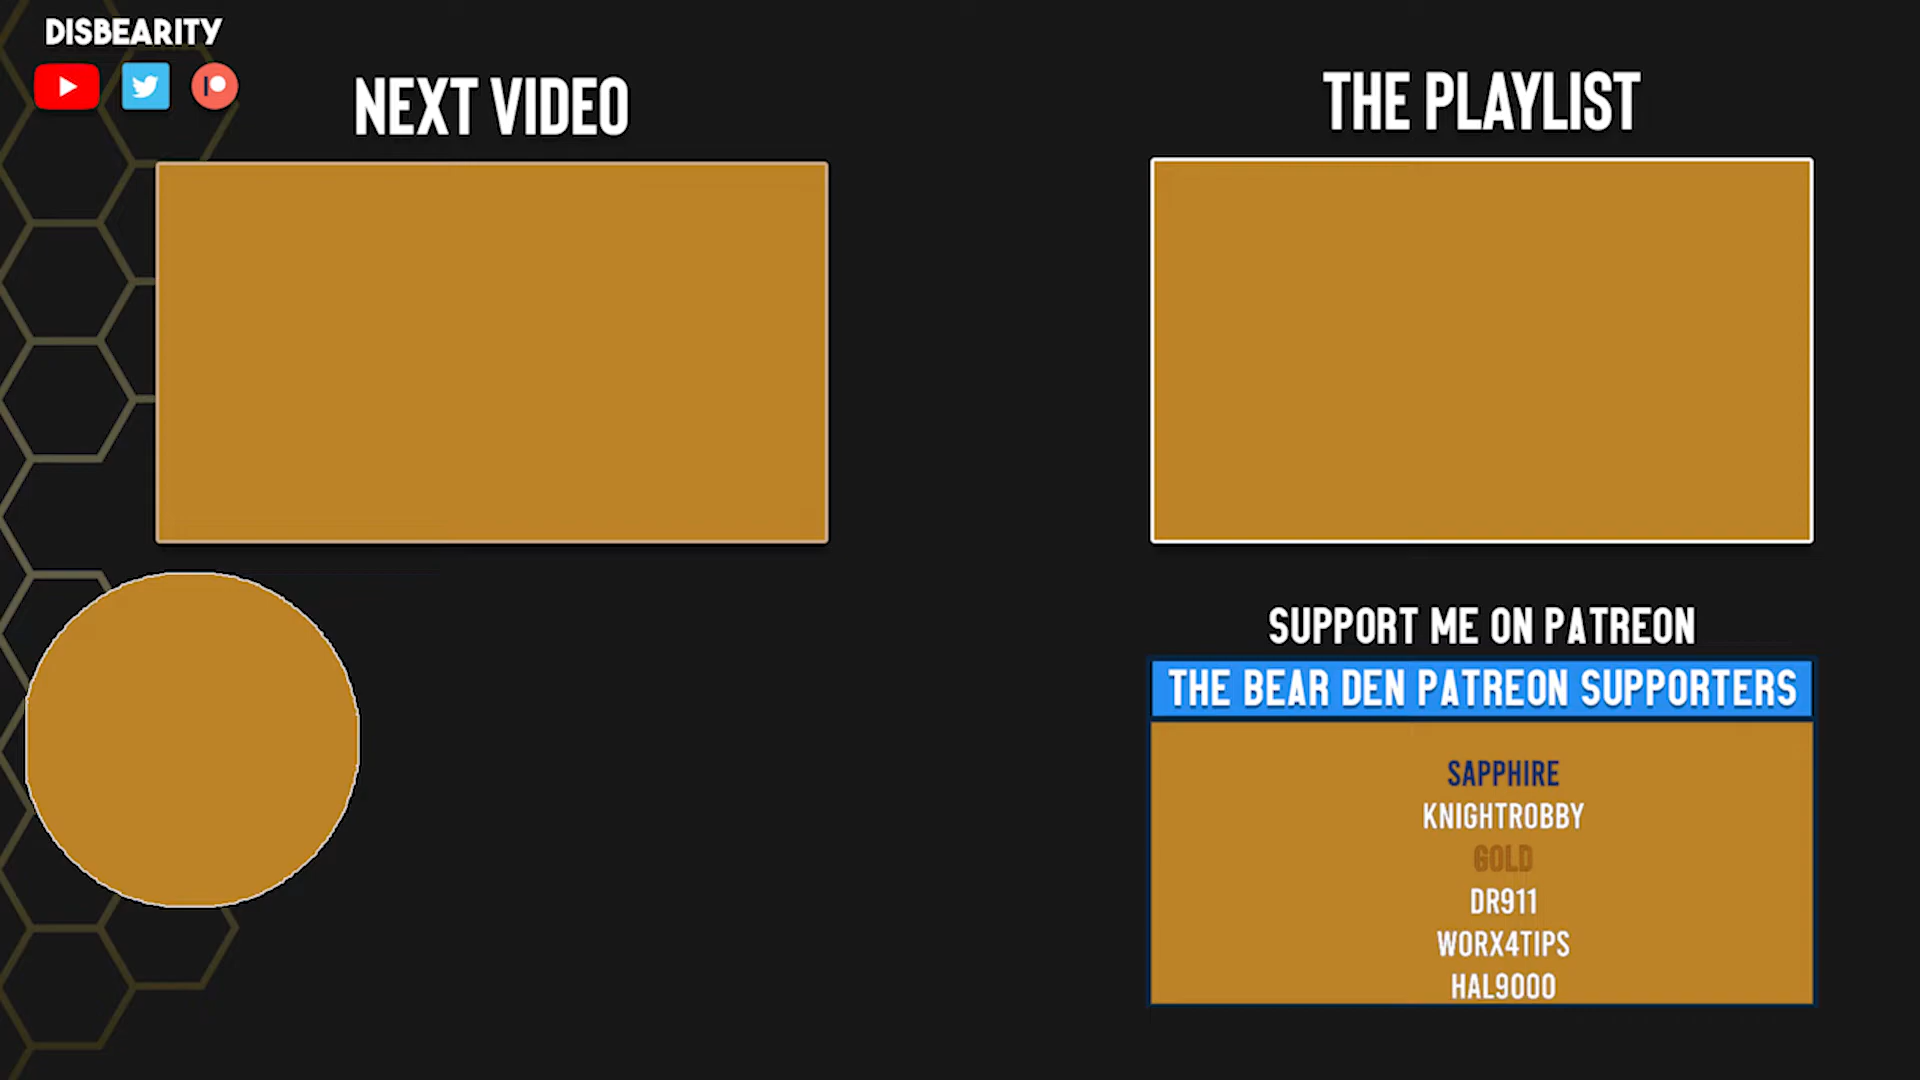 DISBEARITY
NEXT VIDEO
THE PLAYLIST
SUPPORT ME ON PATREON
THE BEAR DEN PATREON SUPPORTERS
SAPPHIRE
KNIGHTROBBY
GOLD
DR911
WORX4TIPS
HAL9000